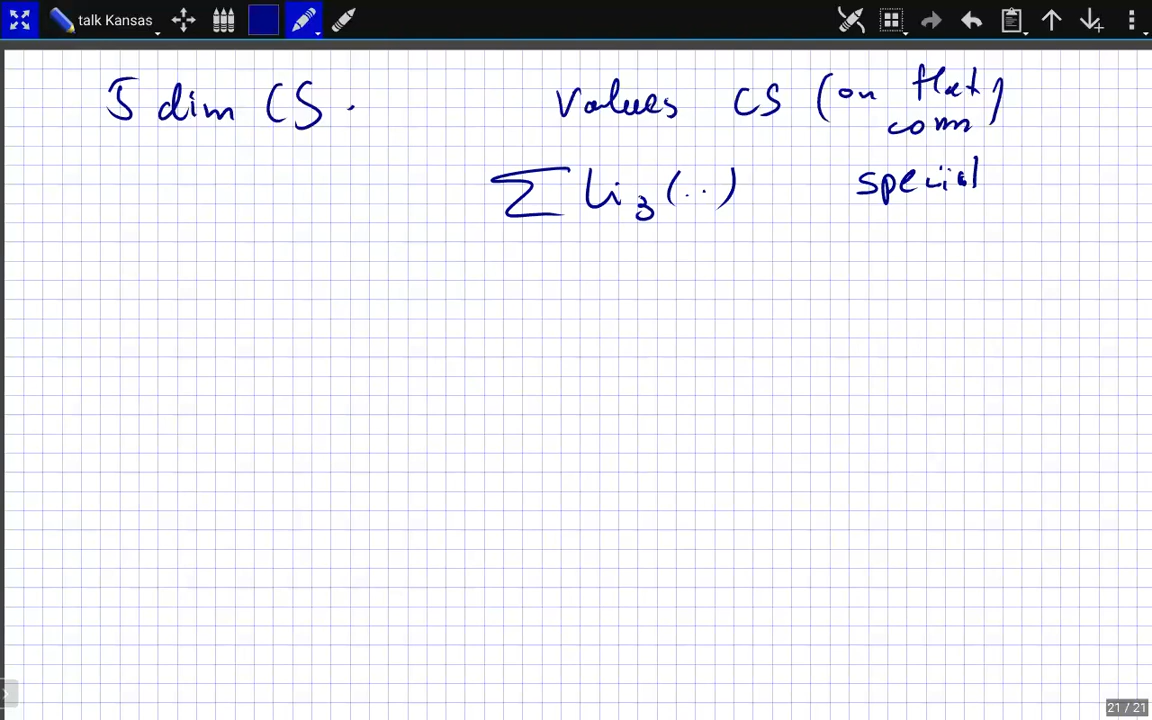 talk Kansas
5 dim CS.
values CS (on flat conn)
∑ Li₃(..) special
21 / 21